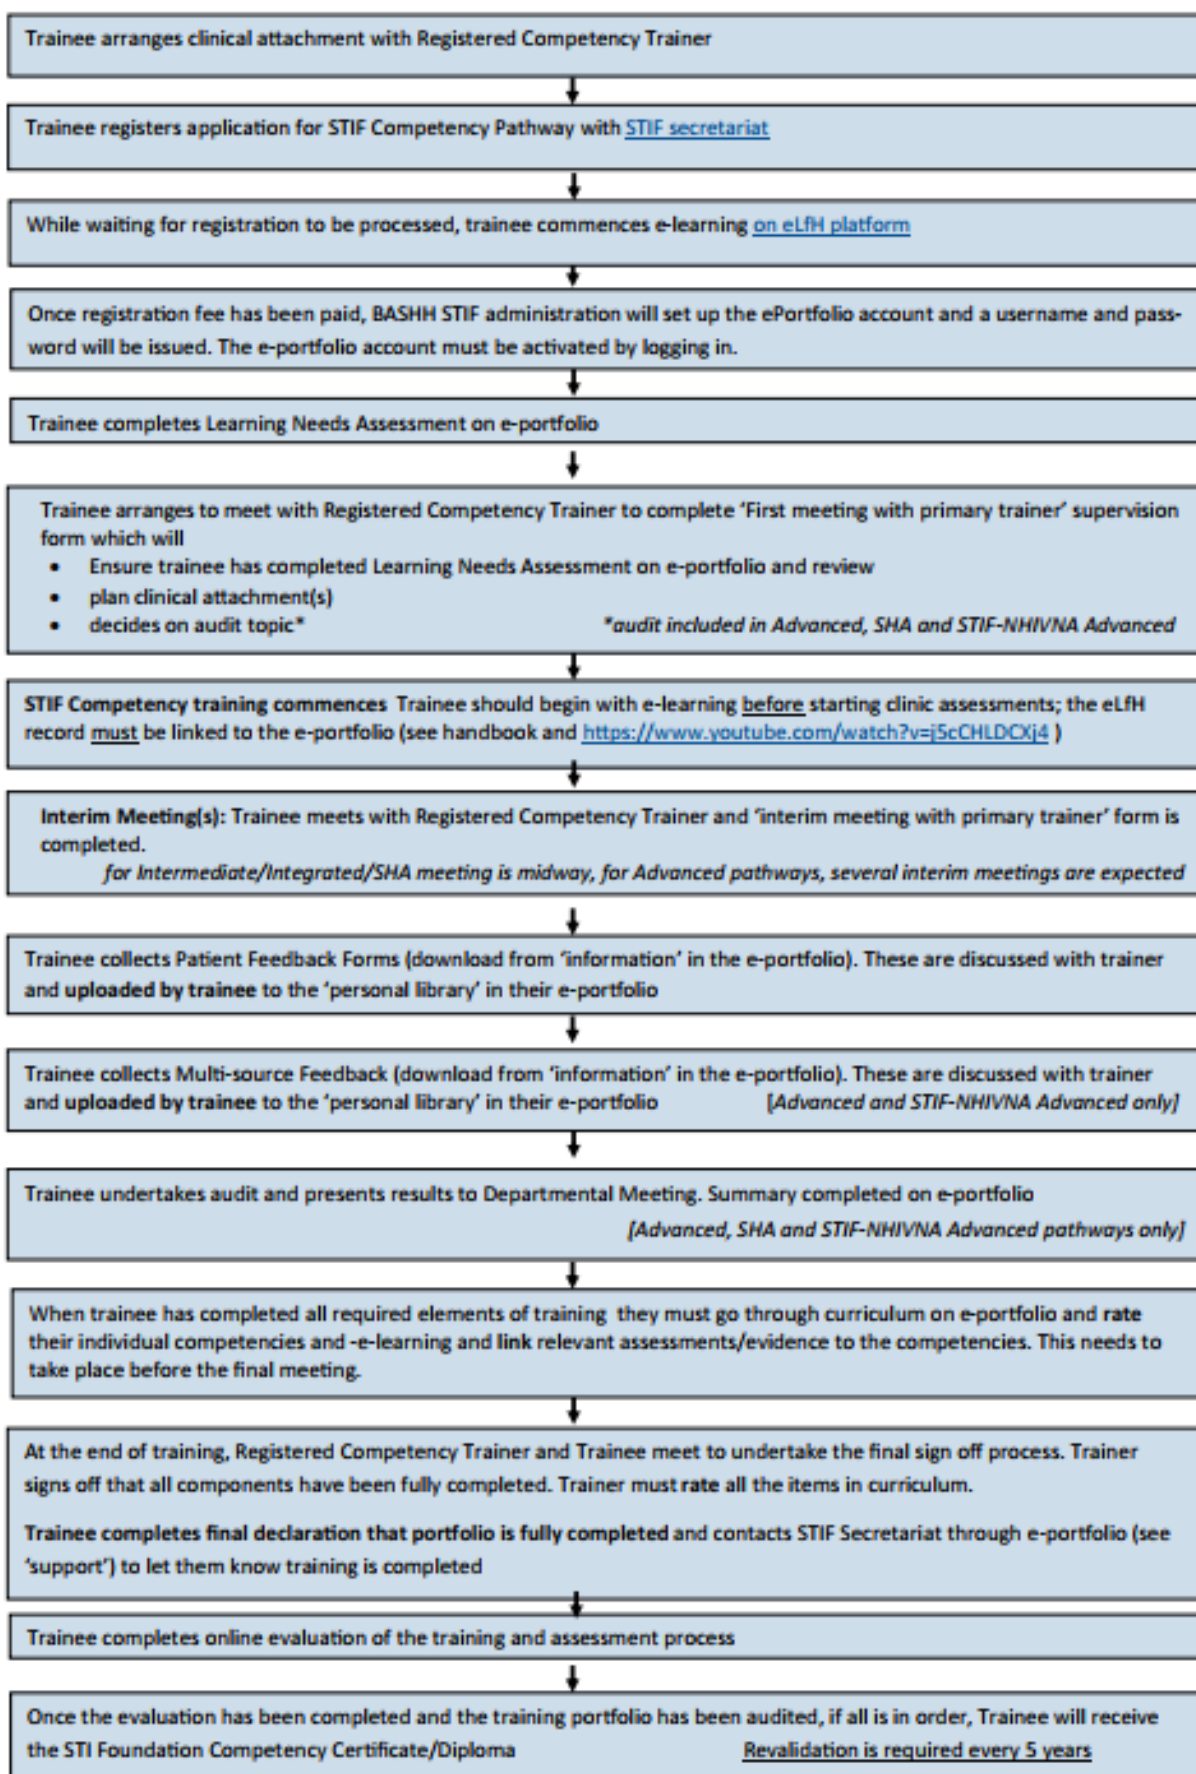 Trainee arranges clinical attachment with Registered Competency Trainer
Trainee registers application for STIF Competency Pathway with STIF secretariat
While waiting for registration to be processed, trainee commences e-learning on eLfH platform
Once registration fee has been paid, BASHH STIF administration will set up the ePortfolio account and a username and pass-
word will be issued. The e-portfolio account must be activated by logging in.
Trainee completes Learning Needs Assessment on e-portfolio
Trainee arranges to meet with Registered Competency Trainer to complete ‘First meeting with primary trainer’ supervision
form which will
• Ensure trainee has completed Learning Needs Assessment on e-portfolio and review
• plan clinical attachment(s)
• decides on audit topic* *audit included in Advanced, SHA and STIF-NHIVNA Advanced
STIF Competency training commences Trainee should begin with e-learning before starting clinic assessments; the eLfH
record must be linked to the e-portfolio (see handbook and https://www.youtube.com/watch?v=j5cCHLDCXj4 )
Interim Meeting(s): Trainee meets with Registered Competency Trainer and ‘interim meeting with primary trainer’ form is
completed.
for Intermediate/Integrated/SHA meeting is midway, for Advanced pathways, several interim meetings are expected
Trainee collects Patient Feedback Forms (download from ‘information’ in the e-portfolio). These are discussed with trainer
and uploaded by trainee to the ‘personal library’ in their e-portfolio
Trainee collects Multi-source Feedback (download from ‘information’ in the e-portfolio). These are discussed with trainer
and uploaded by trainee to the ‘personal library’ in their e-portfolio [Advanced and STIF-NHIVNA Advanced only]
Trainee undertakes audit and presents results to Departmental Meeting. Summary completed on e-portfolio
[Advanced, SHA and STIF-NHIVNA Advanced pathways only]
When trainee has completed all required elements of training they must go through curriculum on e-portfolio and rate
their individual competencies and -e-learning and link relevant assessments/evidence to the competencies. This needs to
take place before the final meeting.
At the end of training, Registered Competency Trainer and Trainee meet to undertake the final sign off process. Trainer
signs off that all components have been fully completed. Trainer must rate all the items in curriculum.
Trainee completes final declaration that portfolio is fully completed and contacts STIF Secretariat through e-portfolio (see
‘support’) to let them know training is completed
Trainee completes online evaluation of the training and assessment process
Once the evaluation has been completed and the training portfolio has been audited, if all is in order, Trainee will receive
the STI Foundation Competency Certificate/Diploma Revalidation is required every 5 years